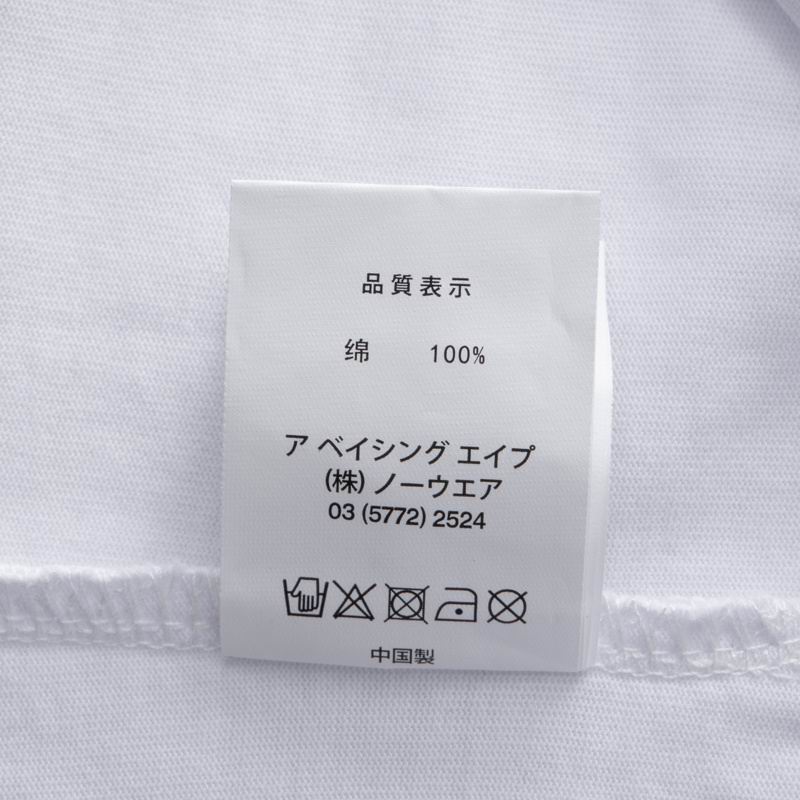 品質表示
绵 100%
ア ベイシング エイプ
(株) ノーウエア
03 (5772) 2524
中国製